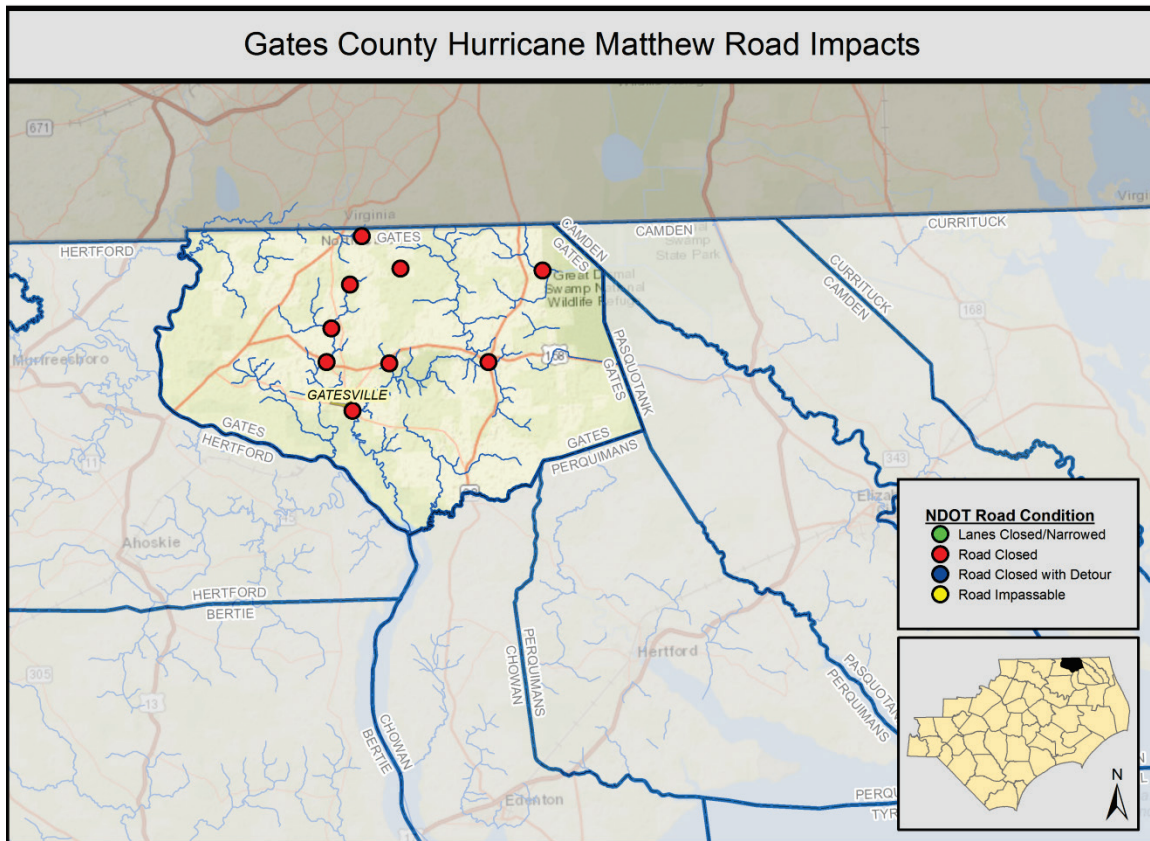 Gates County Hurricane Matthew Road Impacts
671
Virginia
HERTFORD
GATES
CAMDEN
GATES
CAMDEN
CURRITUCK
CURRITUCK
CAMDEN
State Park
Great Dismal
Swamp National
Wildlife Refuge
168
Murfreesboro
158
PASQUOTANK
GATES
GATESVILLE
GATES
HERTFORD
GATES
PERQUIMANS
11
343
Ahoskie
HERTFORD
BERTIE
305
13
CHOWAN
BERTIE
PERQUIMANS
CHOWAN
Hertford
PERQUIMANS
Edenton
NDOT Road Condition
Lanes Closed/Narrowed
Road Closed
Road Closed with Detour
Road Impassable
N